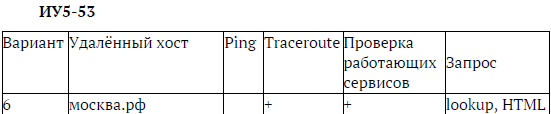 ИУ5-53
Вариант Удалённый хост Ping Traceroute Проверка работающих сервисов Запрос
6 москва.рф + + lookup, HTML